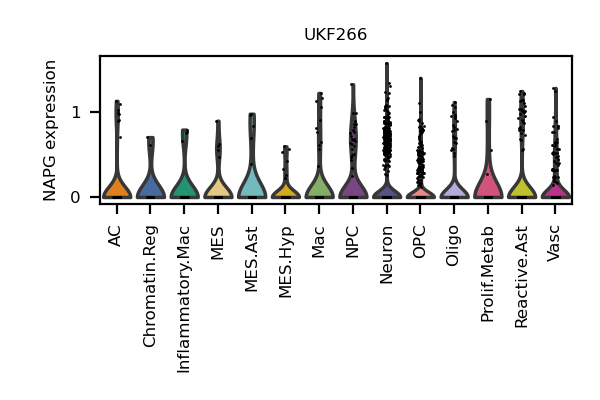 UKF266
NAPG expression
1
0
AC
Chromatin.Reg
Inflammatory.Mac
MES
MES.Ast
MES.Hyp
Mac
NPC
Neuron
OPC
Oligo
Prolif.Metab
Reactive.Ast
Vasc